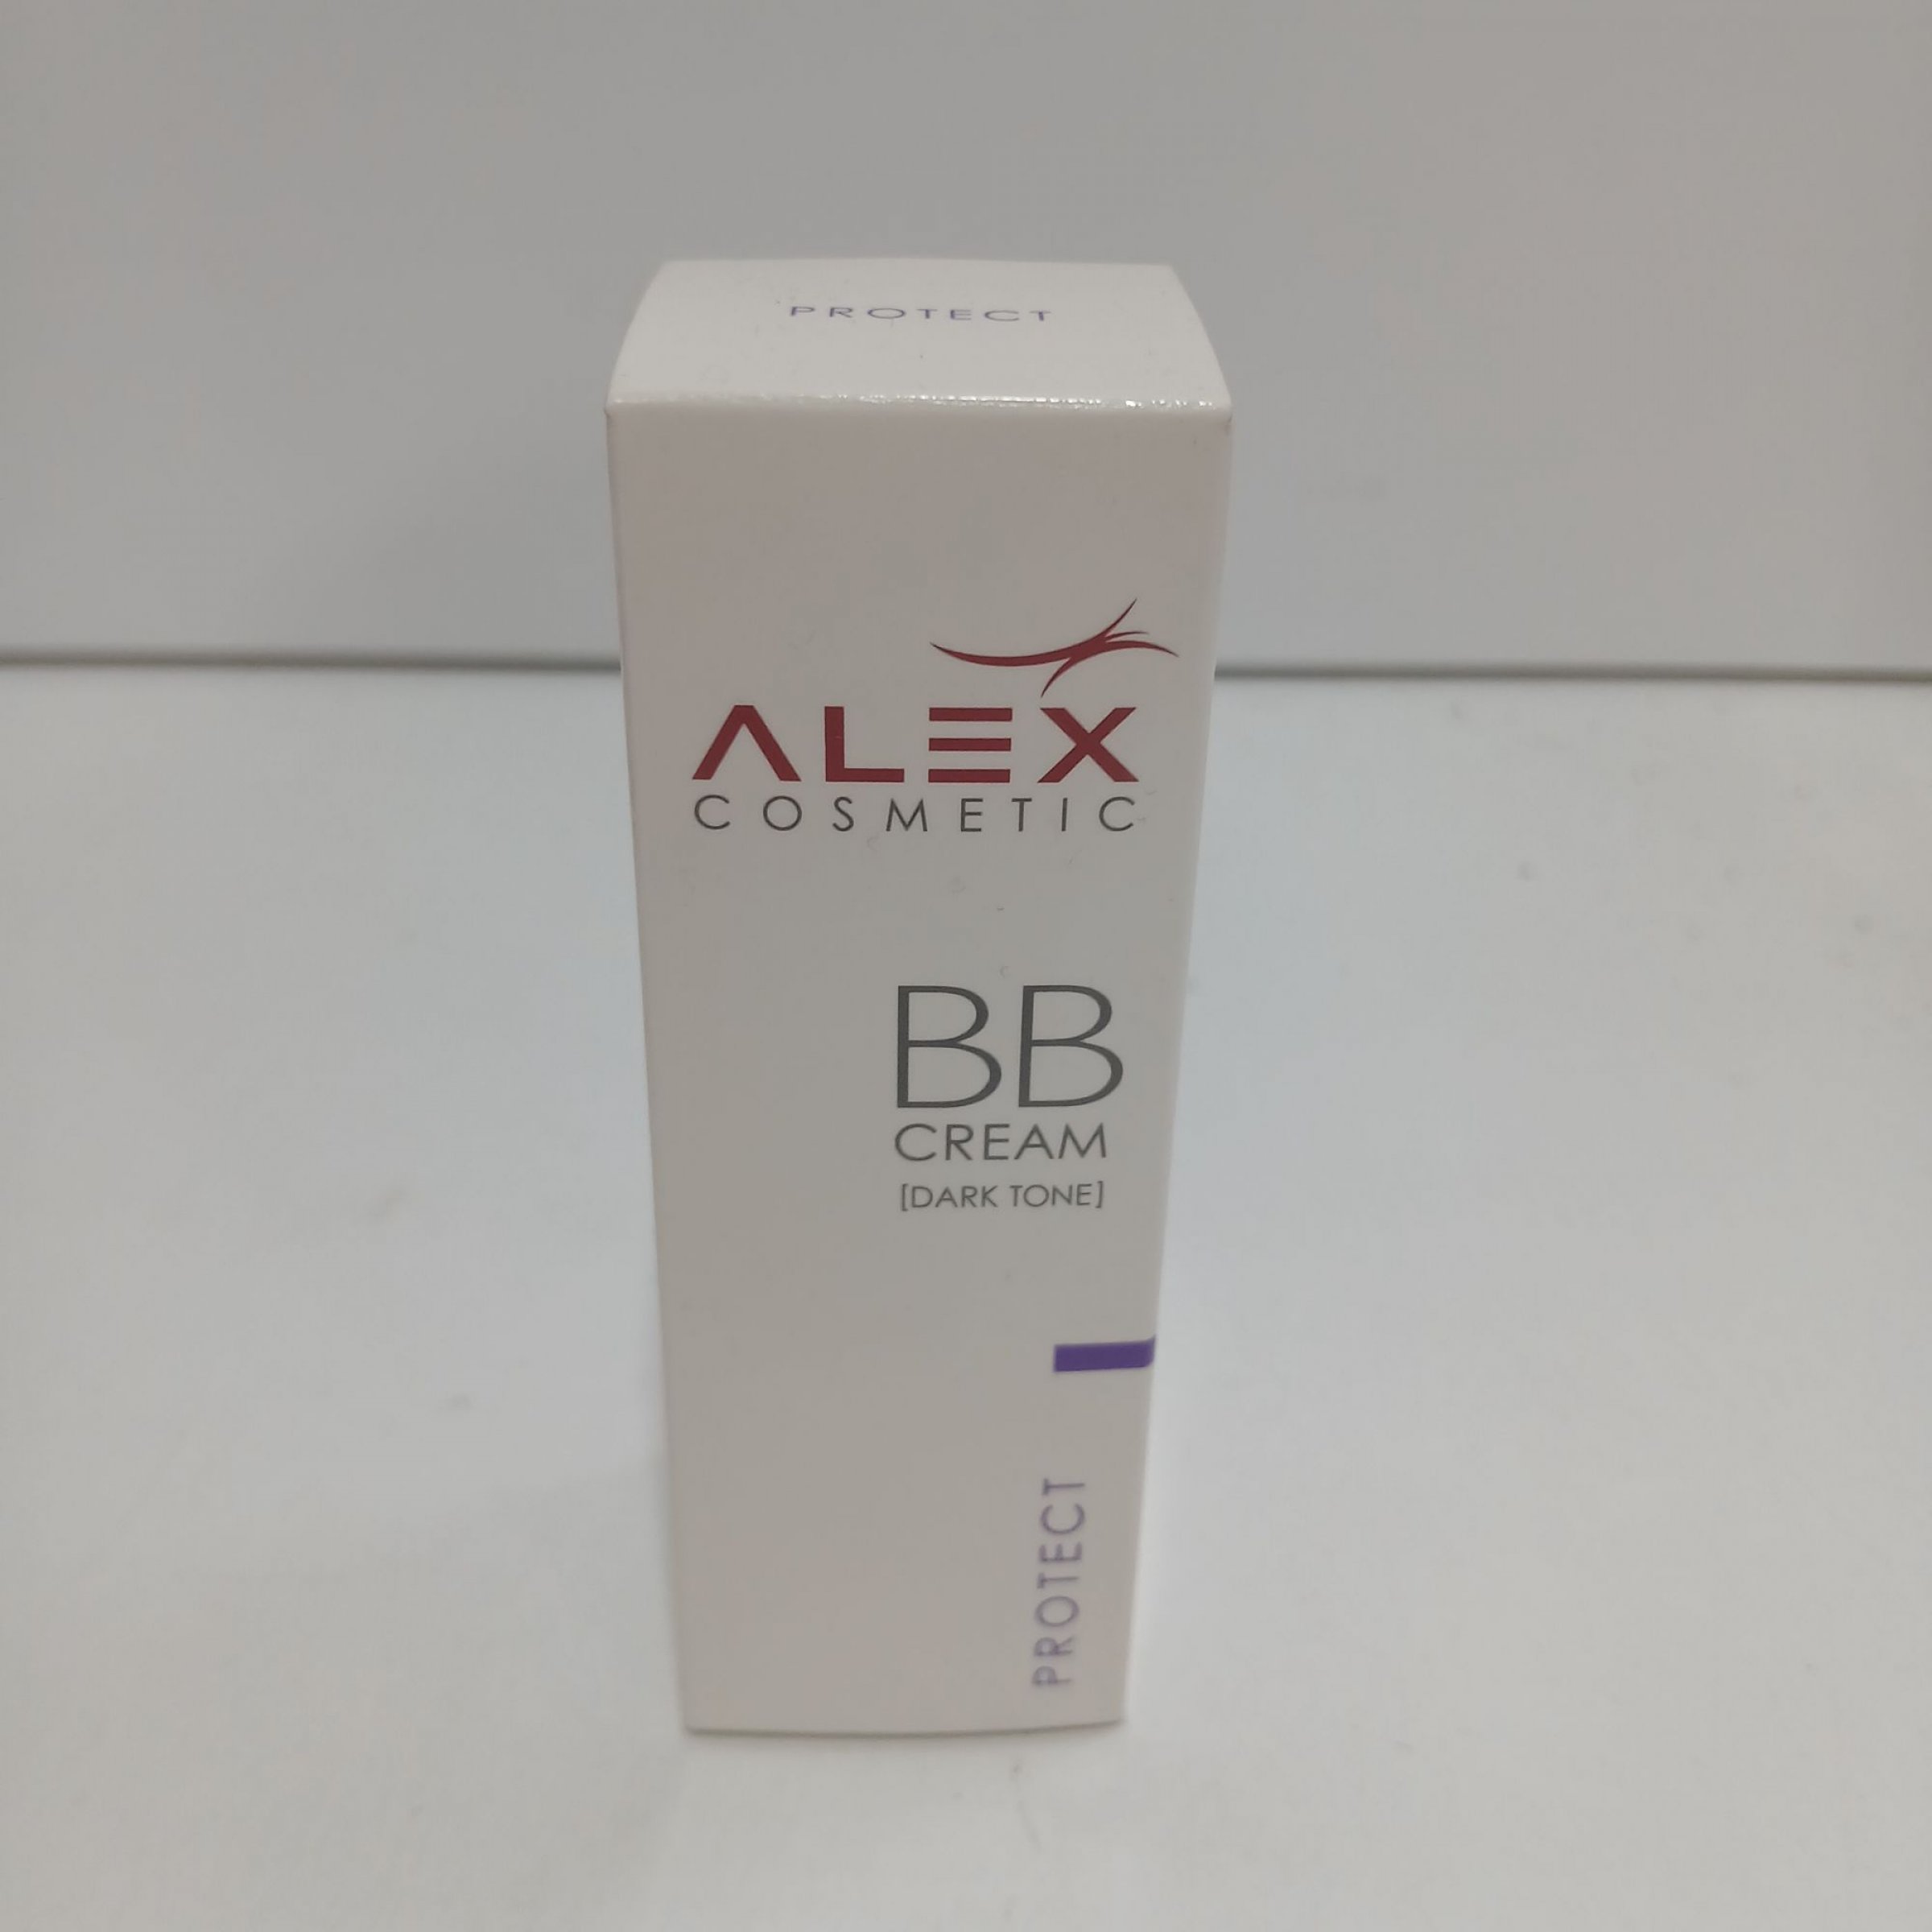 PROTECT
ALEX
COSMETIC
BB
CREAM
[DARK TONE]
PROTECT